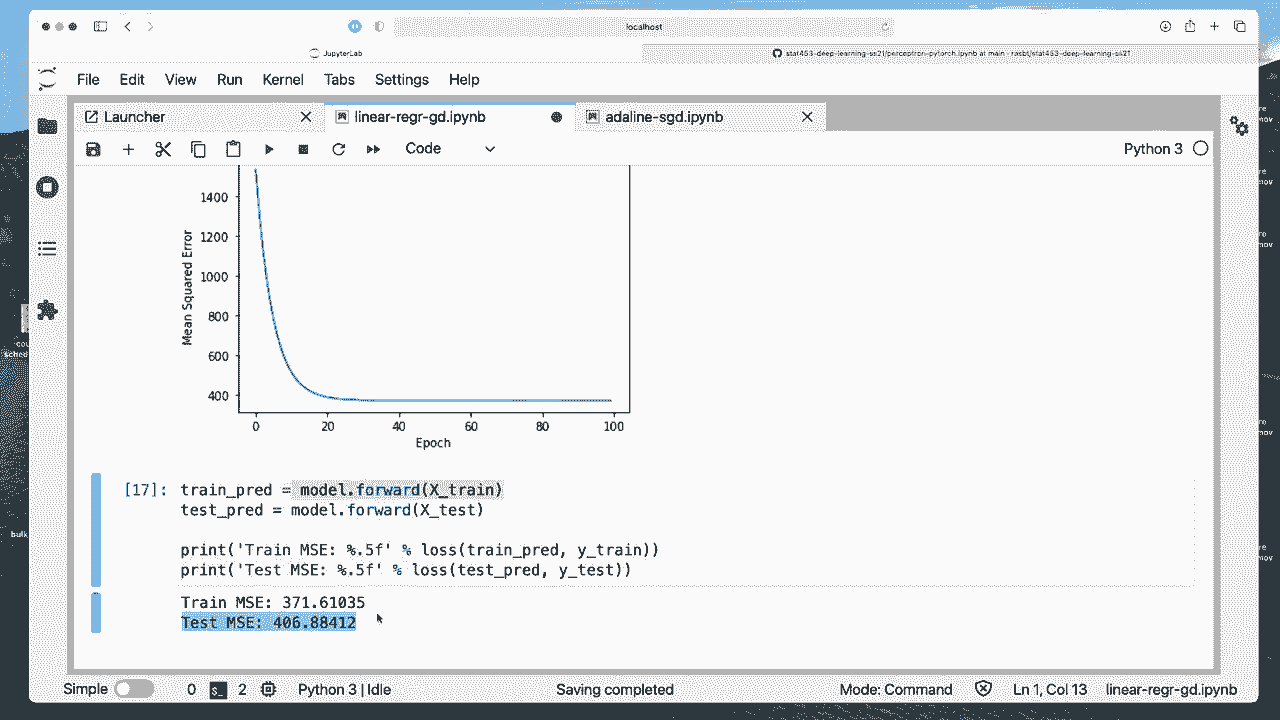 localhost
JupyterLab
stat453-deep-learning-ss21/perceptron-pytorch.ipynb at main · rasbt/stat453-deep-learning-ss21
File Edit View Run Kernel Tabs Settings Help
Launcher
linear-regr-gd.ipynb
adaline-sgd.ipynb
Code
Python 3
1400
1200
1000
800
600
400
Mean Squared Error
0 20 40 60 80 100
Epoch
[17]: train_pred = model.forward(X_train)
test_pred = model.forward(X_test)
print('Train MSE: %.5f' % loss(train_pred, y_train))
print('Test MSE: %.5f' % loss(test_pred, y_test))
Train MSE: 371.61035
Test MSE: 406.88412
Simple 0 2 Python 3 | Idle Saving completed Mode: Command Ln 1, Col 13 linear-regr-gd.ipynb